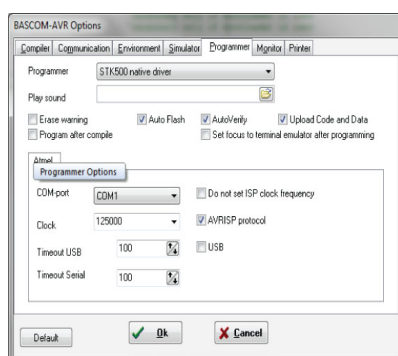 BASCOM-AVR Options
Compiler Communication Environment Simulator Programmer Monitor Printer
Programmer STK500 native driver
Play sound
Erase warning Auto Flash AutoVerify Upload Code and Data
Program after compile Set focus to terminal emulator after programming
Atmel
Programmer Options
COM-port COM1 Do not set ISP clock frequency
Clock 125000 AVRISP protocol
Timeout USB 100 USB
Timeout Serial 100
Default Ok Cancel